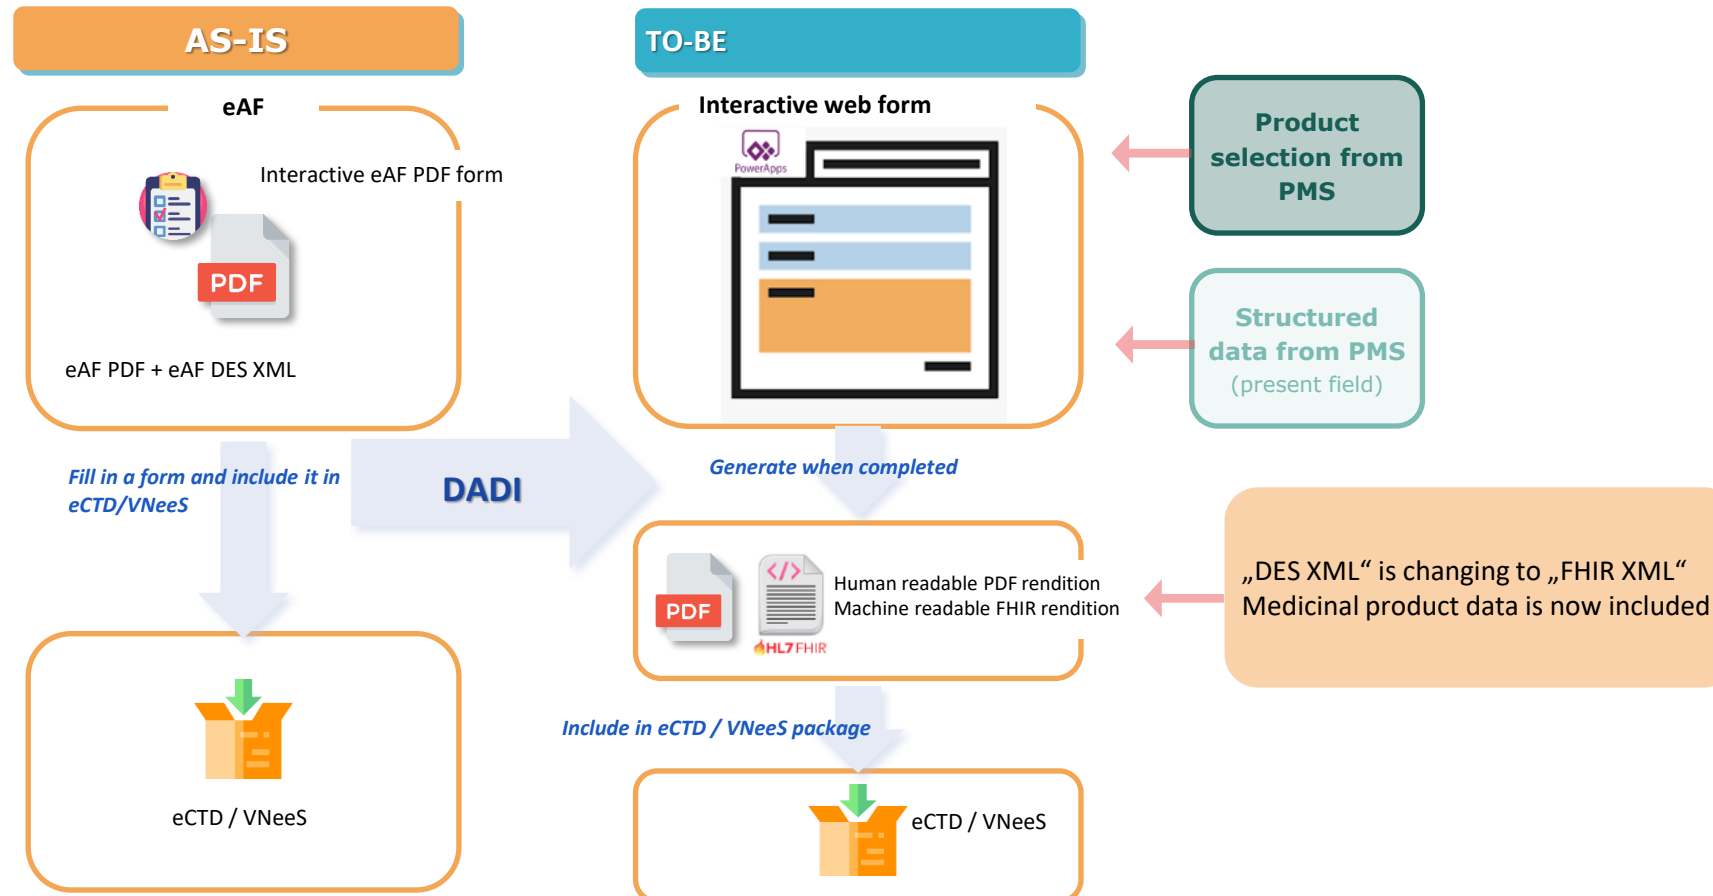 AS-IS
eAF
Interactive eAF PDF form
PDF
eAF PDF + eAF DES XML
Fill in a form and include it in
eCTD/VNeeS
eCTD / VNeeS
DADI
TO-BE
Interactive web form
PowerApps
Generate when completed
PDF
</>
HL7 FHIR
Human readable PDF rendition
Machine readable FHIR rendition
Include in eCTD / VNeeS package
eCTD / VNeeS
Product
selection from
PMS
Structured
data from PMS
(present field)
„DES XML“ is changing to „FHIR XML“
Medicinal product data is now included